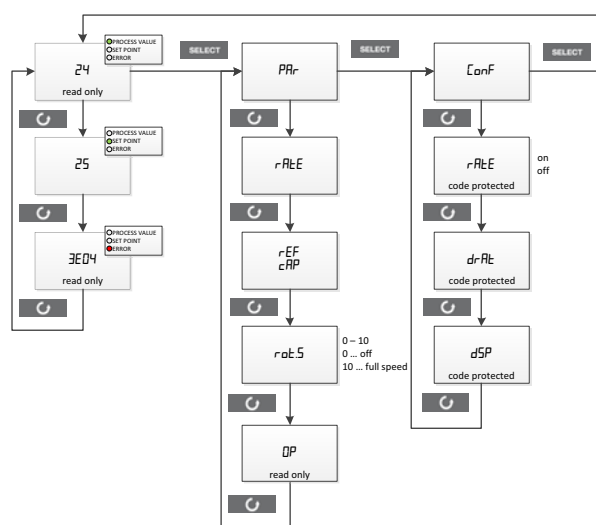 PROCESS VALUE
SET POINT
ERROR
24
read only
SELECT
PAr
SELECT
ConF
SELECT
PROCESS VALUE
SET POINT
ERROR
25
rAtE
rAtE
code protected
on
off
PROCESS VALUE
SET POINT
ERROR
3E04
read only
rEF
cAP
drAt
code protected
rot.S
0 – 10
0 ... off
10 ... full speed
dSP
code protected
OP
read only